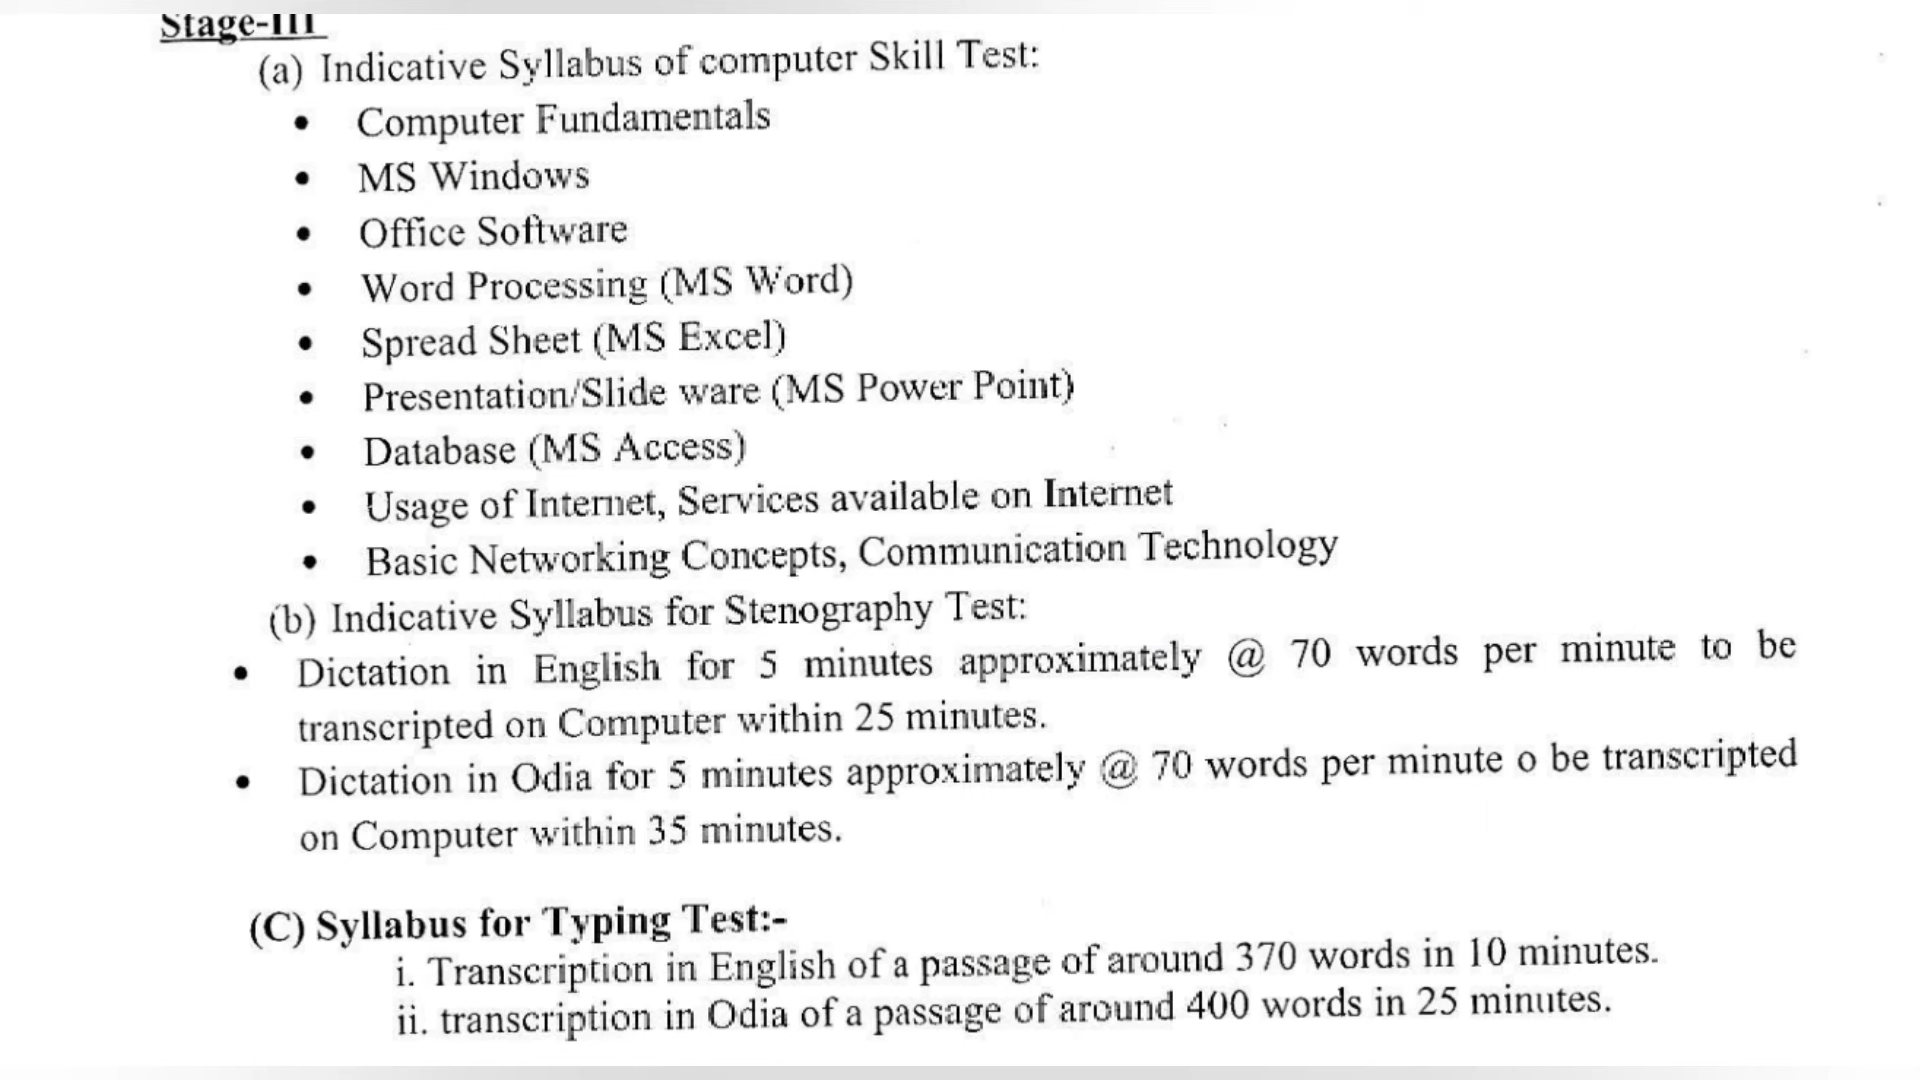 Stage-III
(a) Indicative Syllabus of computer Skill Test:
• Computer Fundamentals
• MS Windows
• Office Software
• Word Processing (MS Word)
• Spread Sheet (MS Excel)
• Presentation/Slide ware (MS Power Point)
• Database (MS Access)
• Usage of Internet, Services available on Internet
• Basic Networking Concepts, Communication Technology
(b) Indicative Syllabus for Stenography Test:
• Dictation in English for 5 minutes approximately @ 70 words per minute to be
transcripted on Computer within 25 minutes.
• Dictation in Odia for 5 minutes approximately @ 70 words per minute o be transcripted
on Computer within 35 minutes.
(C) Syllabus for Typing Test:-
i. Transcription in English of a passage of around 370 words in 10 minutes.
ii. transcription in Odia of a passage of around 400 words in 25 minutes.